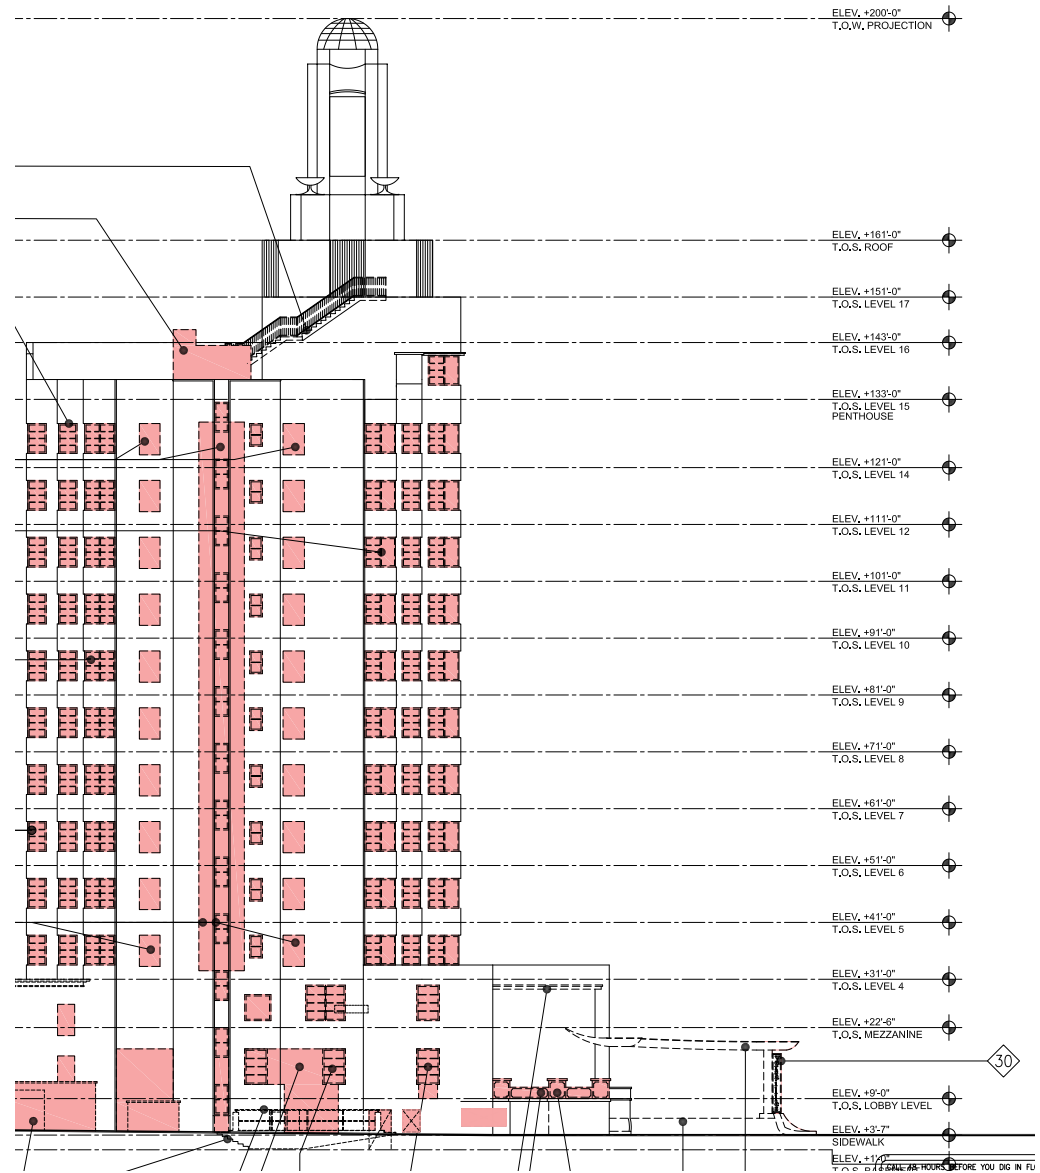 ELEV. +200'-0"
T.O.W. PROJECTION
ELEV. +161'-0"
T.O.S. ROOF
ELEV. +151'-0"
T.O.S. LEVEL 17
ELEV. +143'-0"
T.O.S. LEVEL 16
ELEV. +133'-0"
T.O.S. LEVEL 15
PENTHOUSE
ELEV. +121'-0"
T.O.S. LEVEL 14
ELEV. +111'-0"
T.O.S. LEVEL 12
ELEV. +101'-0"
T.O.S. LEVEL 11
ELEV. +91'-0"
T.O.S. LEVEL 10
ELEV. +81'-0"
T.O.S. LEVEL 9
ELEV. +71'-0"
T.O.S. LEVEL 8
ELEV. +61'-0"
T.O.S. LEVEL 7
ELEV. +51'-0"
T.O.S. LEVEL 6
ELEV. +41'-0"
T.O.S. LEVEL 5
ELEV. +31'-0"
T.O.S. LEVEL 4
ELEV. +22'-6"
T.O.S. MEZZANINE
30
ELEV. +9'-0"
T.O.S. LOBBY LEVEL
ELEV. +3'-7"
SIDEWALK
ELEV. +1'-0"
BEFORE YOU DIG IN
T.O.S.